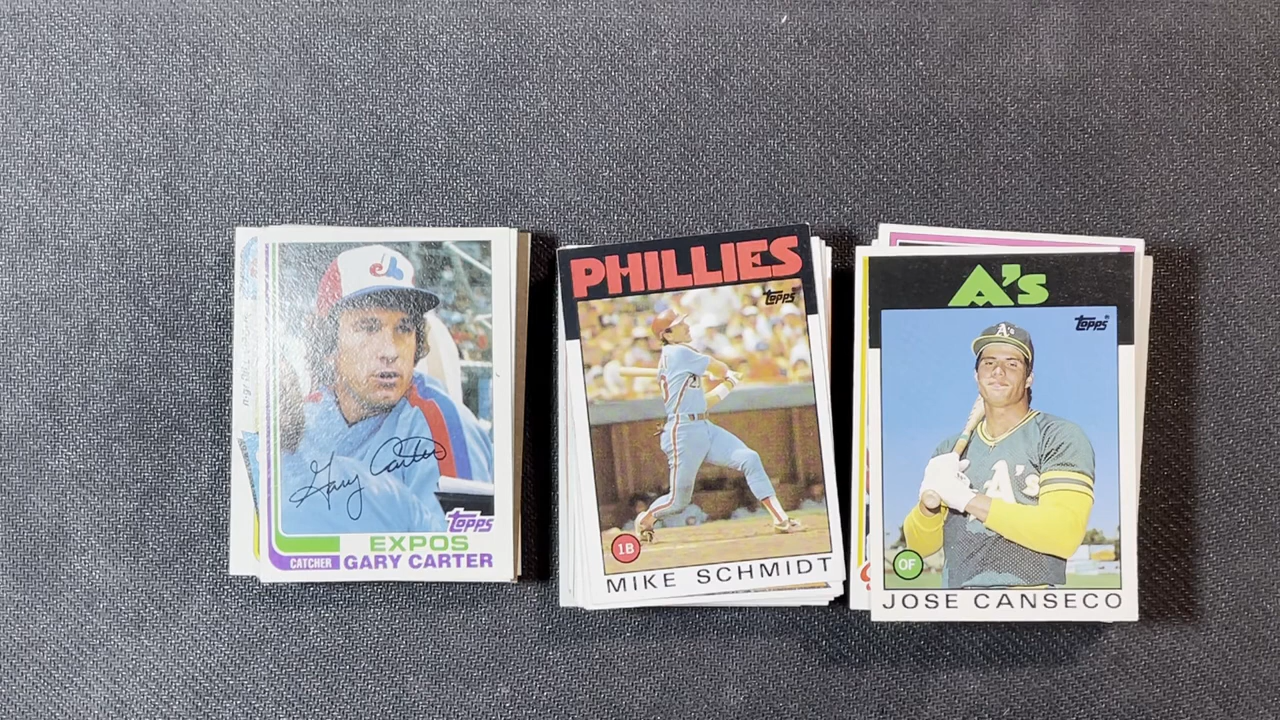 Gary Carter
topps
EXPOS
CATCHER GARY CARTER
PHILLIES
topps®
1B
MIKE SCHMIDT
A's
topps®
A's
A's
OF
JOSE CANSECO